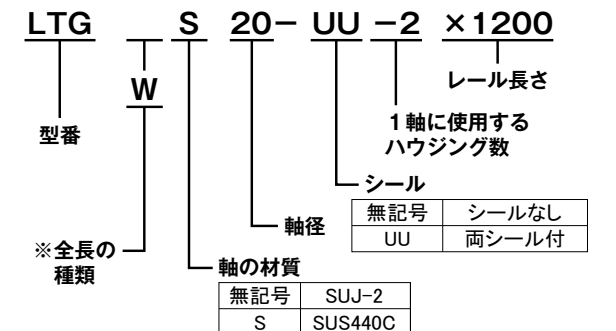 LTG S 20- UU -2 ×1200
W
レール長さ
1軸に使用する
ハウジング数
型番
シール
無記号 シールなし
UU 両シール付
軸径
※全長の
種類
軸の材質
無記号 SUJ-2
S SUS440C